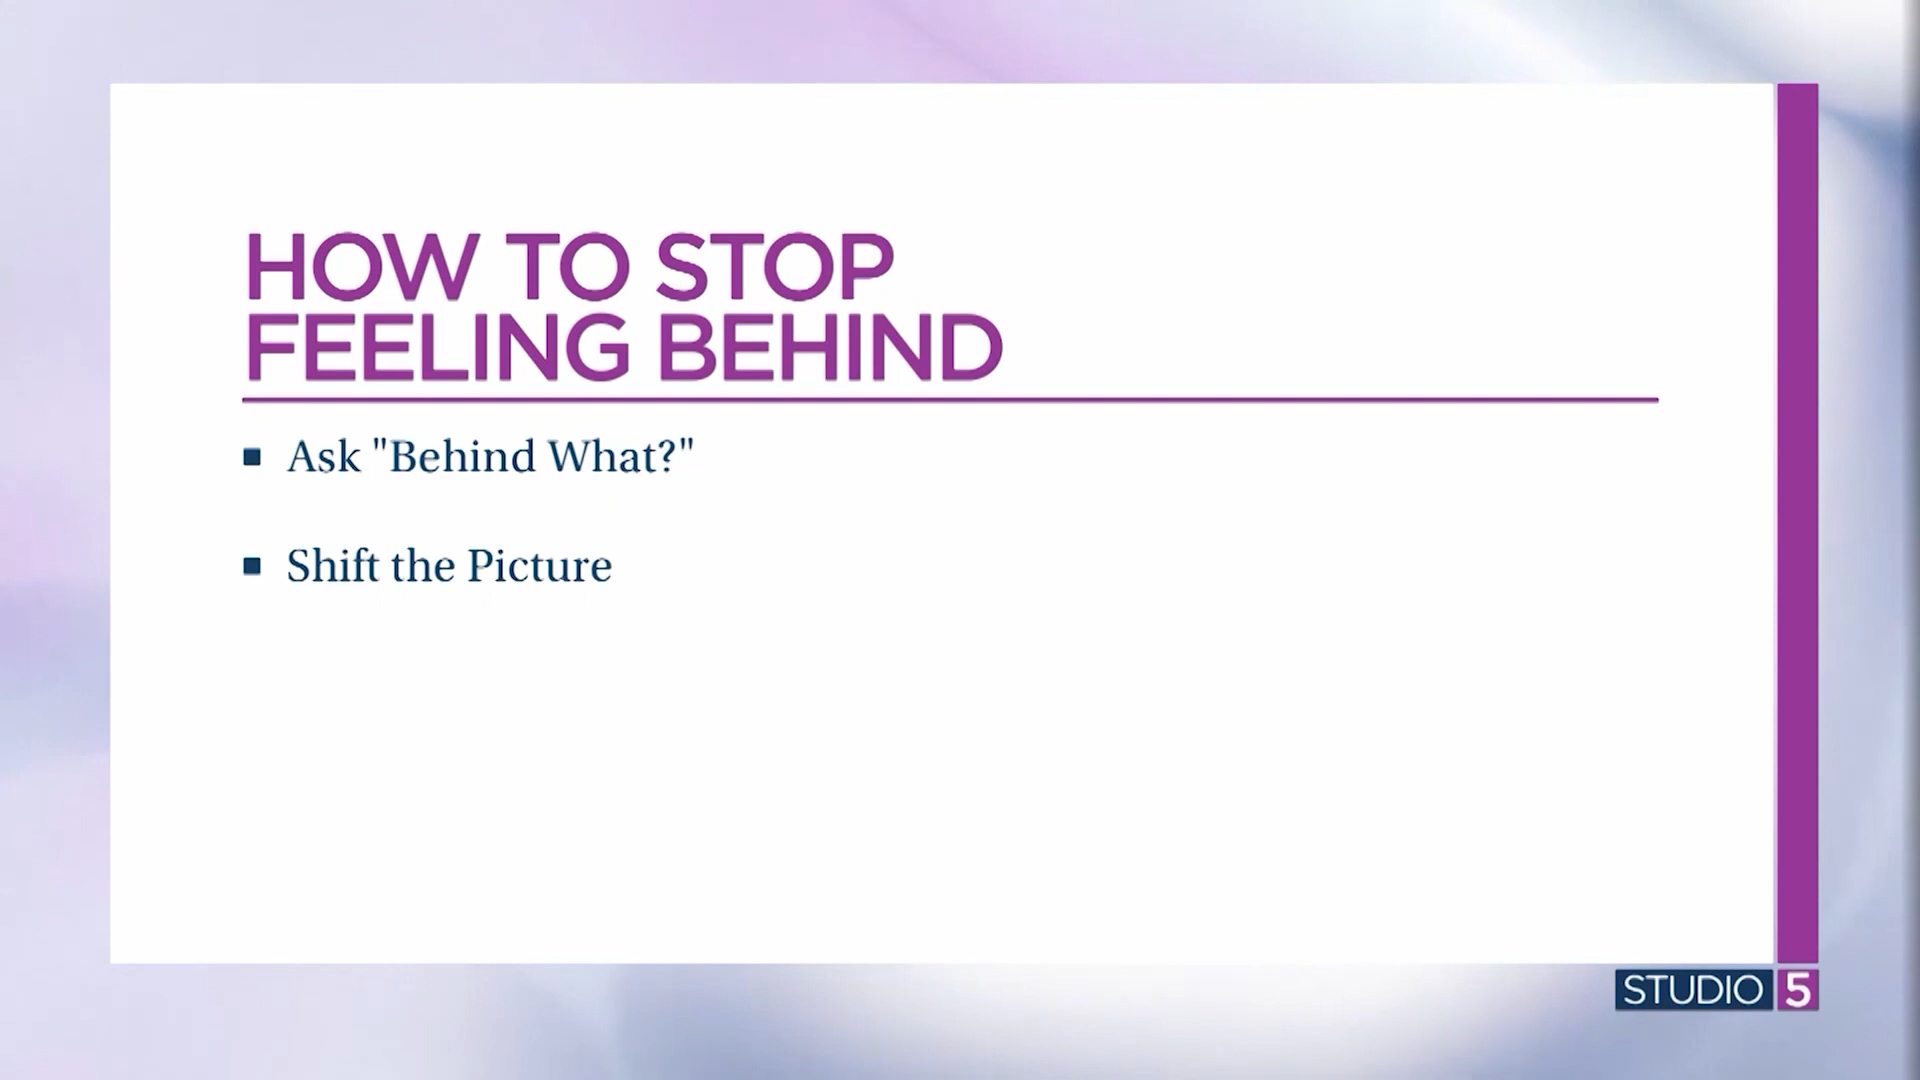 HOW TO STOP
FEELING BEHIND
Ask "Behind What?"
Shift the Picture
STUDIO 5